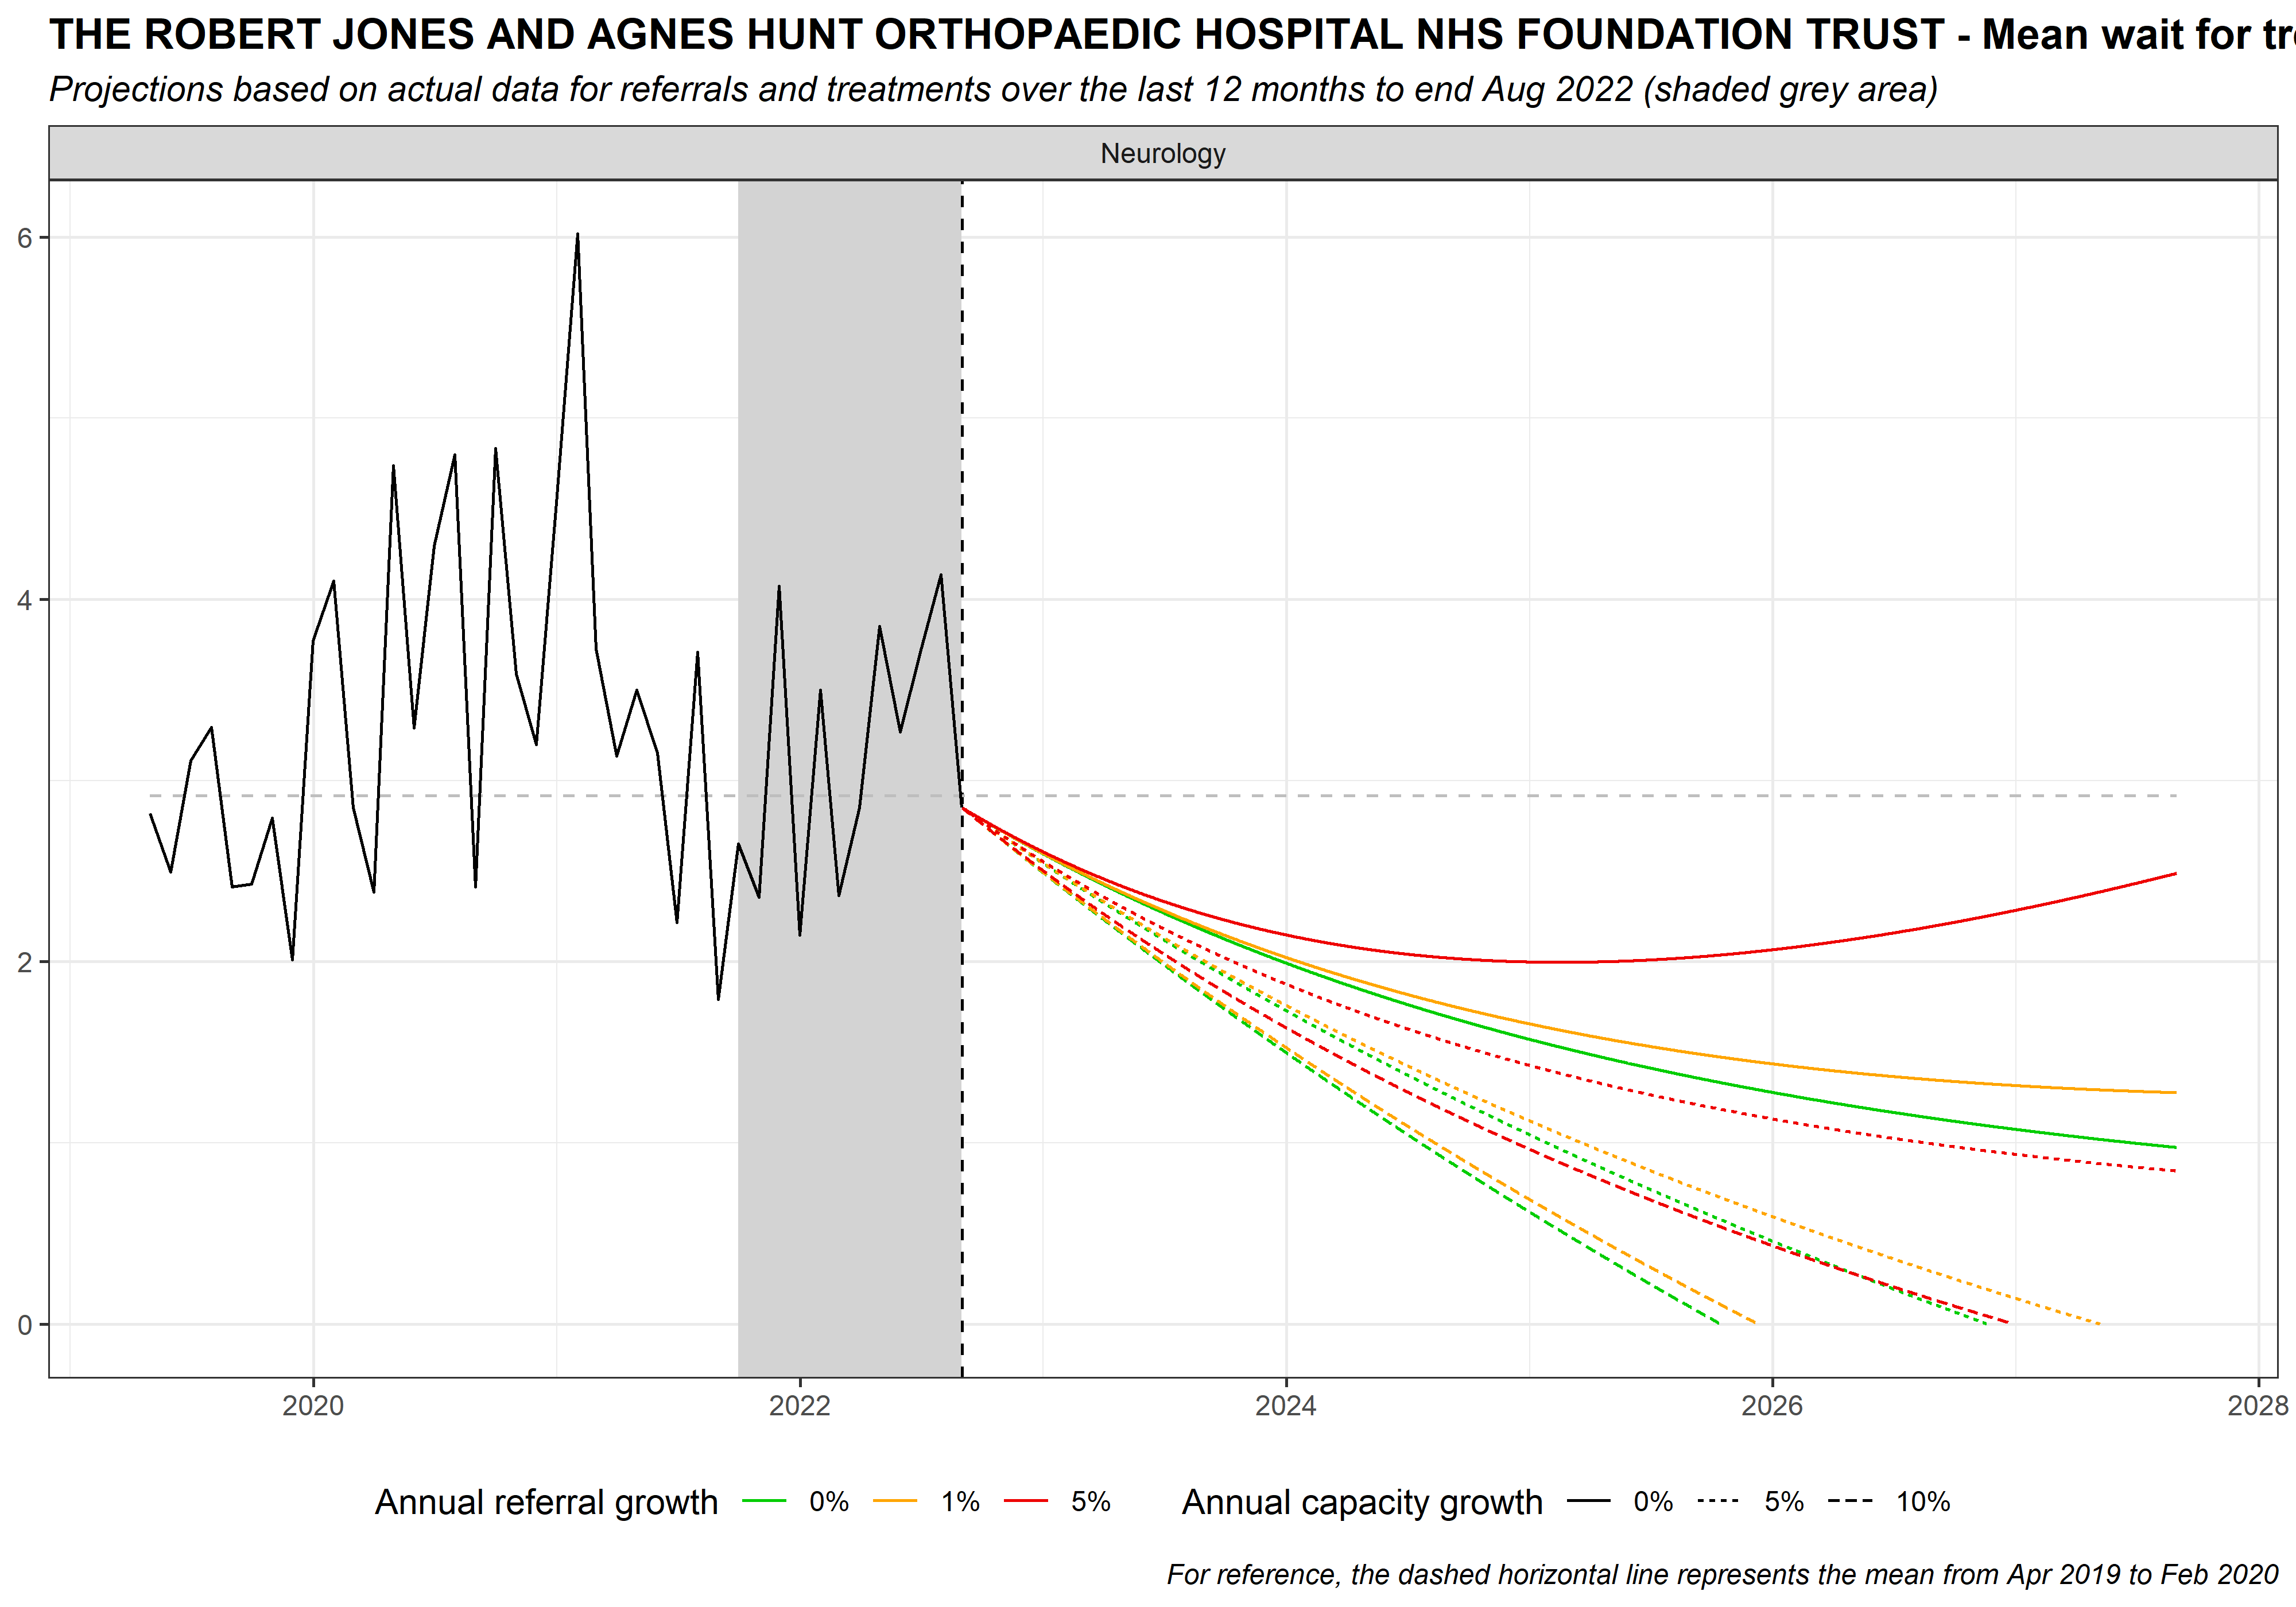 THE ROBERT JONES AND AGNES HUNT ORTHOPAEDIC HOSPITAL NHS FOUNDATION TRUST - Mean wait for
Projections based on actual data for referrals and treatments over the last 12 months to end Aug 2022 (shaded grey area)
Neurology
6
4
2
0
2020 2022 2024 2026 2028
Annual referral growth 0% 1% 5% Annual capacity growth 0% 5% 10%
For reference, the dashed horizontal line represents the mean from Apr 2019 to Feb 2020